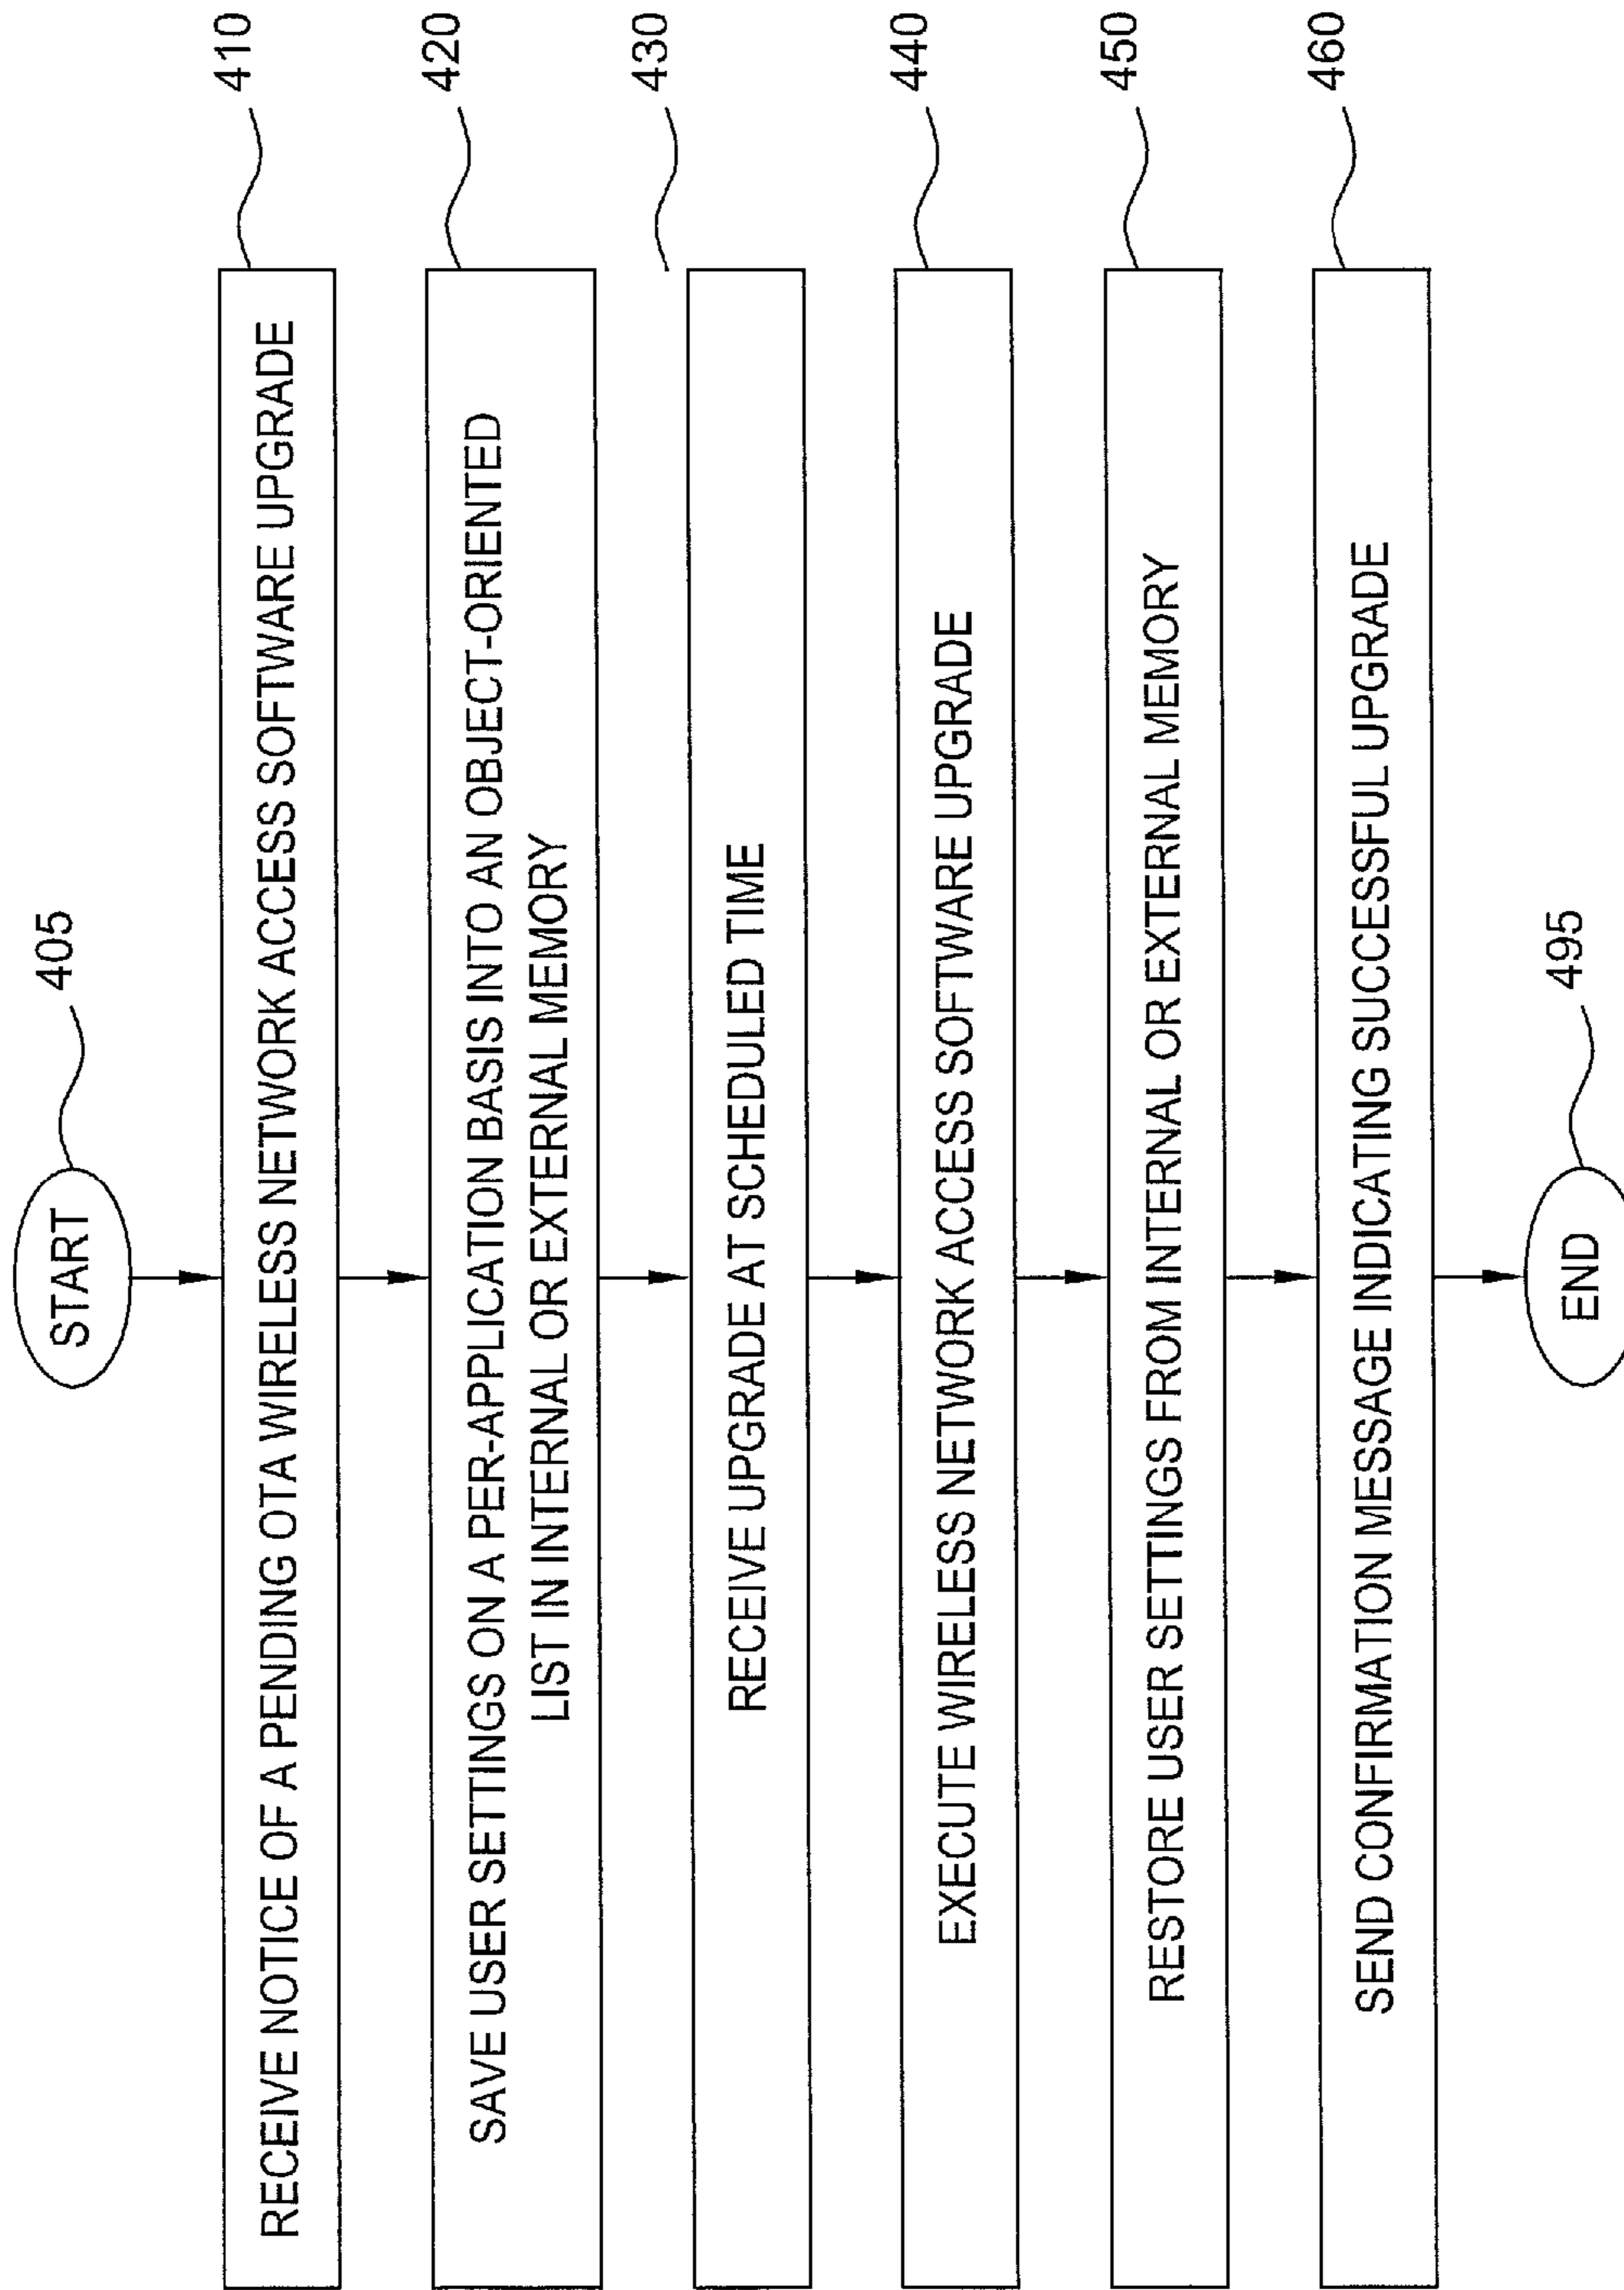 START
405
RECEIVE NOTICE OF A PENDING OTA WIRELESS NETWORK ACCESS SOFTWARE UPGRADE
410
SAVE USER SETTINGS ON A PER-APPLICATION BASIS INTO AN OBJECT-ORIENTED
LIST IN INTERNAL OR EXTERNAL MEMORY
420
RECEIVE UPGRADE AT SCHEDULED TIME
430
EXECUTE WIRELESS NETWORK ACCESS SOFTWARE UPGRADE
440
RESTORE USER SETTINGS FROM INTERNAL OR EXTERNAL MEMORY
450
SEND CONFIRMATION MESSAGE INDICATING SUCCESSFUL UPGRADE
460
END
495